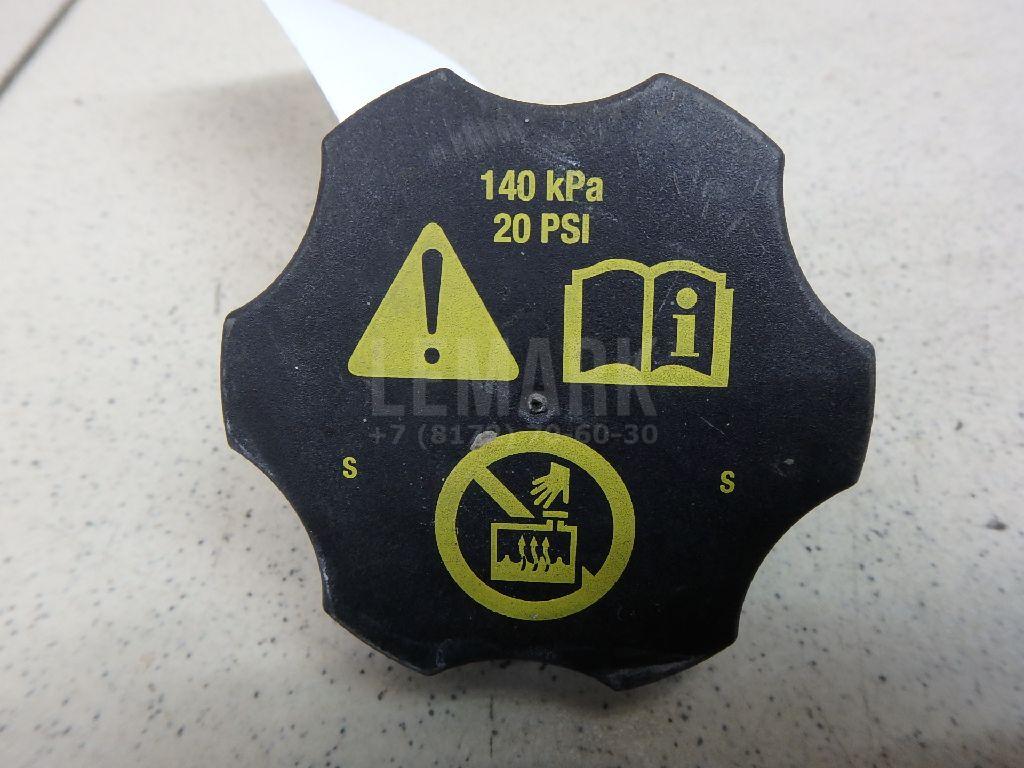 140 kPa
20 PSI
i
LEMARK
S
S